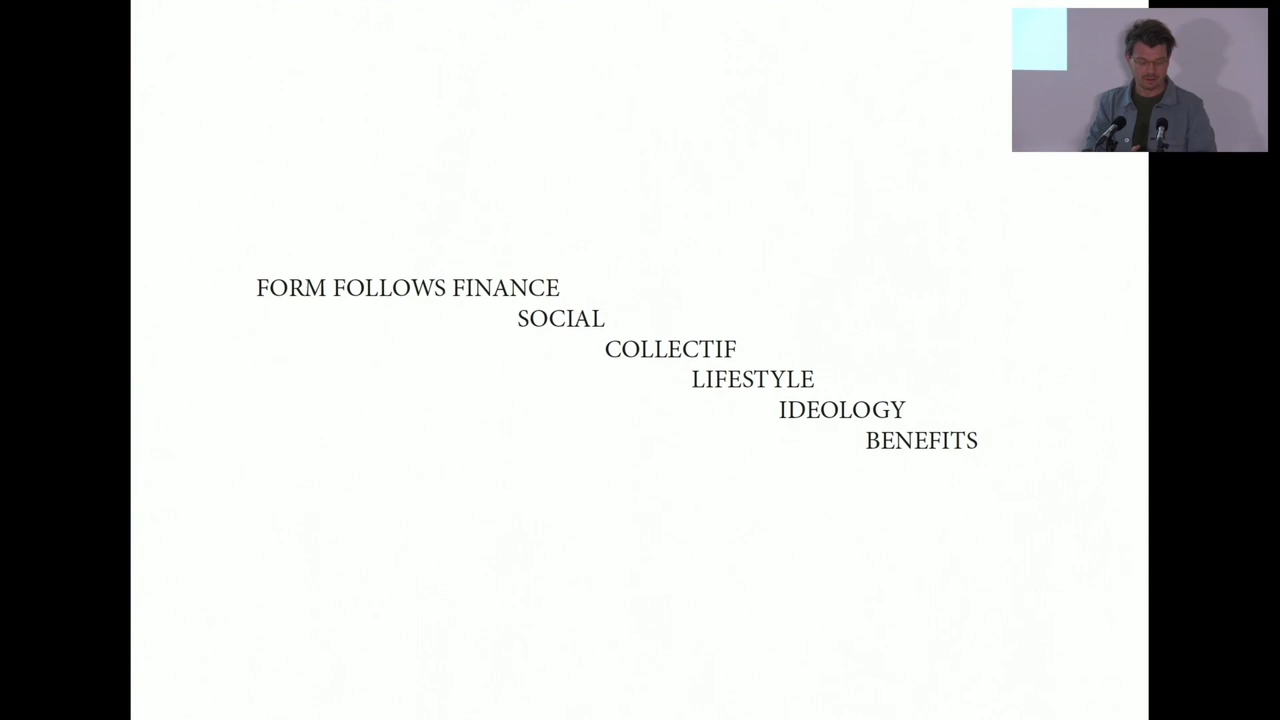 FORM FOLLOWS FINANCE
SOCIAL
COLLECTIF
LIFESTYLE
IDEOLOGY
BENEFITS